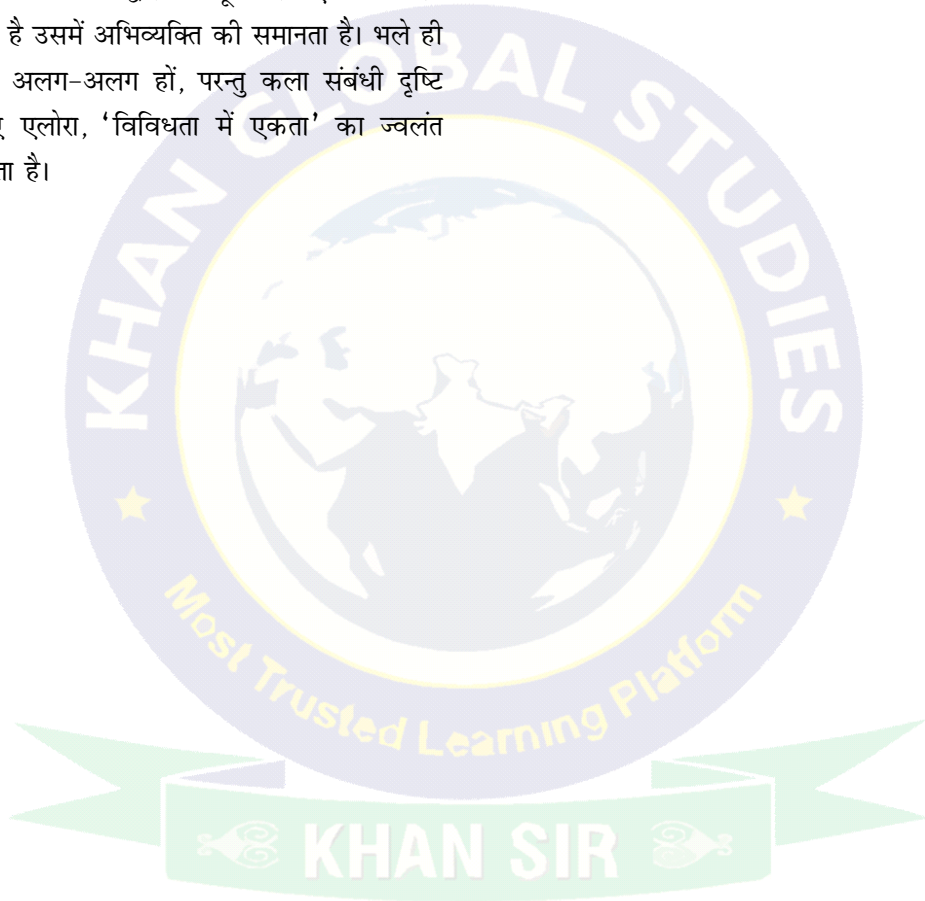 है उसमें अभिव्यक्ति की समानता है। भले ही
अलग-अलग हों, परन्तु कला संबंधी दृष्टि
एलोरा, ‘विविधता में एकता’ का ज्वलंत
है।
KHAN GLOBAL STUDIES
Most Trusted Learning Platform
KHAN SIR